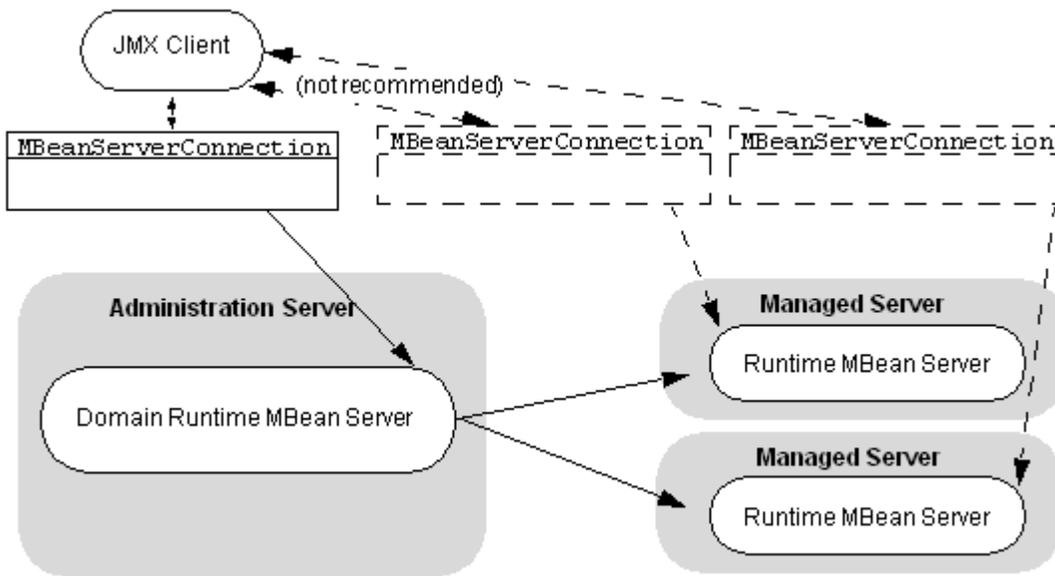 JMX Client
(not recommended)
MBeanServerConnection
MBeanServerConnection
MBeanServerConnection
Administration Server
Domain Runtime MBean Server
Managed Server
Runtime MBean Server
Managed Server
Runtime MBean Server